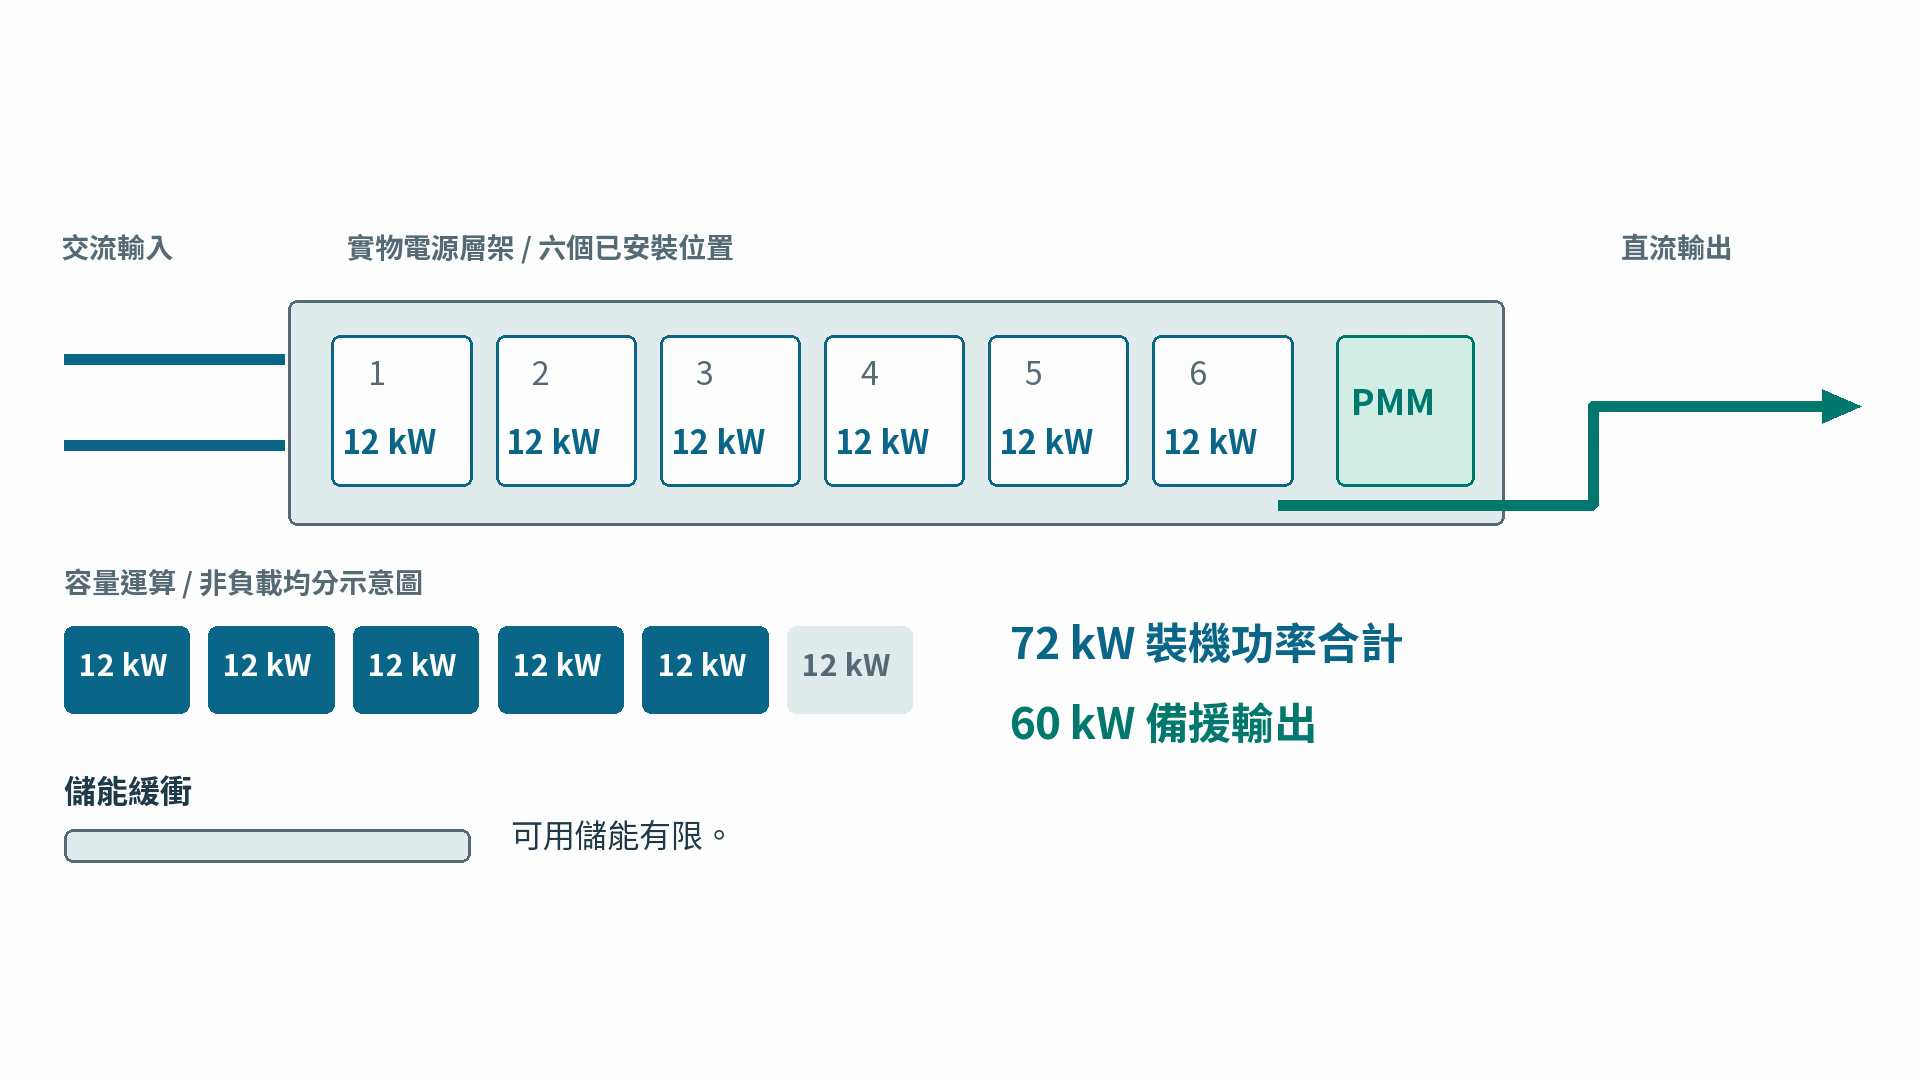 交流輸入
實物電源層架 / 六個已安裝位置
直流輸出
1 2 3 4 5 6
PMM
12 kW 12 kW 12 kW 12 kW 12 kW 12 kW
容量運算 / 非負載均分示意圖
12 kW 12 kW 12 kW 12 kW 12 kW 12 kW
72 kW 裝機功率合計
60 kW 備援輸出
儲能緩衝
可用儲能有限。